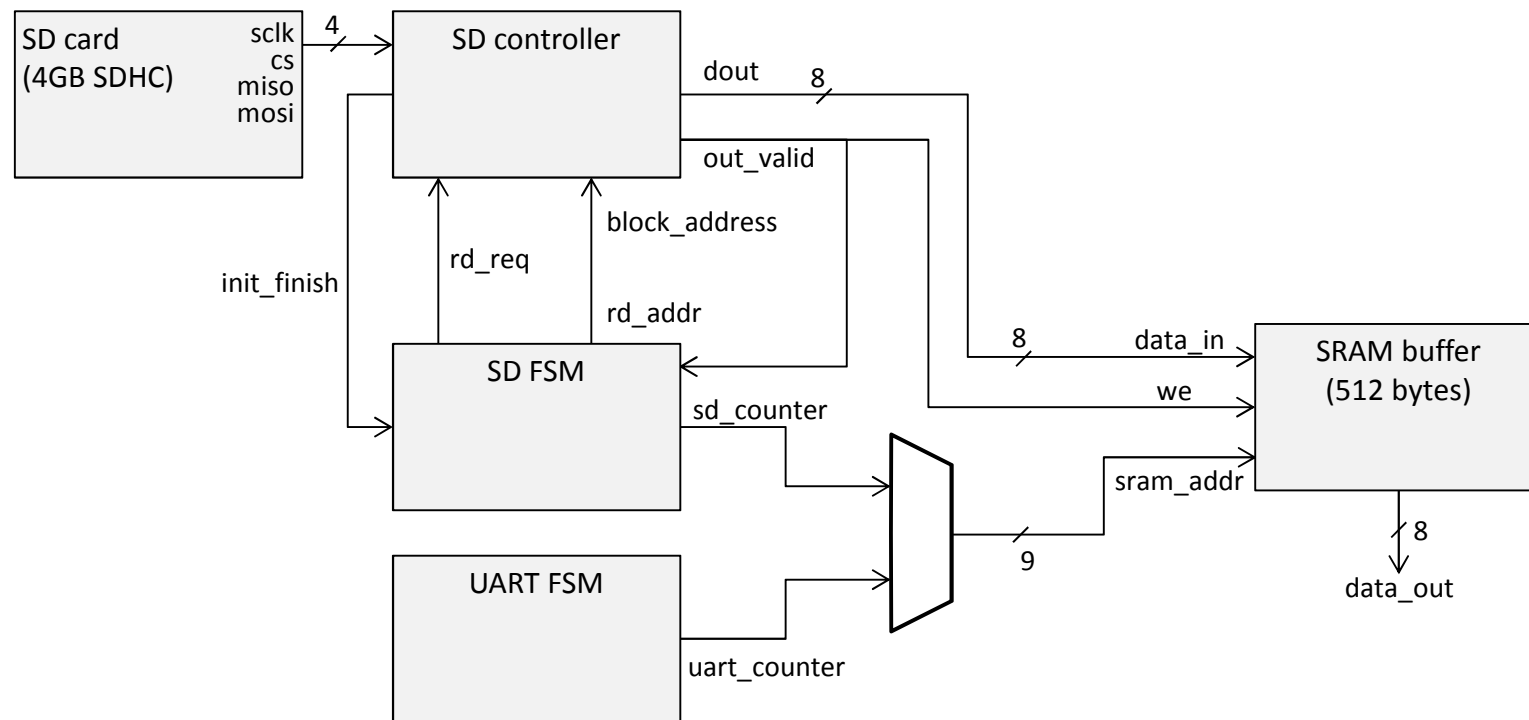 SD card
(4GB SDHC)
sclk
cs
miso
mosi
4
SD controller
dout
8
out_valid
block_address
rd_req
init_finish
rd_addr
SD FSM
sd_counter
8
data_in
we
sram_addr
SRAM buffer
(512 bytes)
9
8
data_out
UART FSM
uart_counter